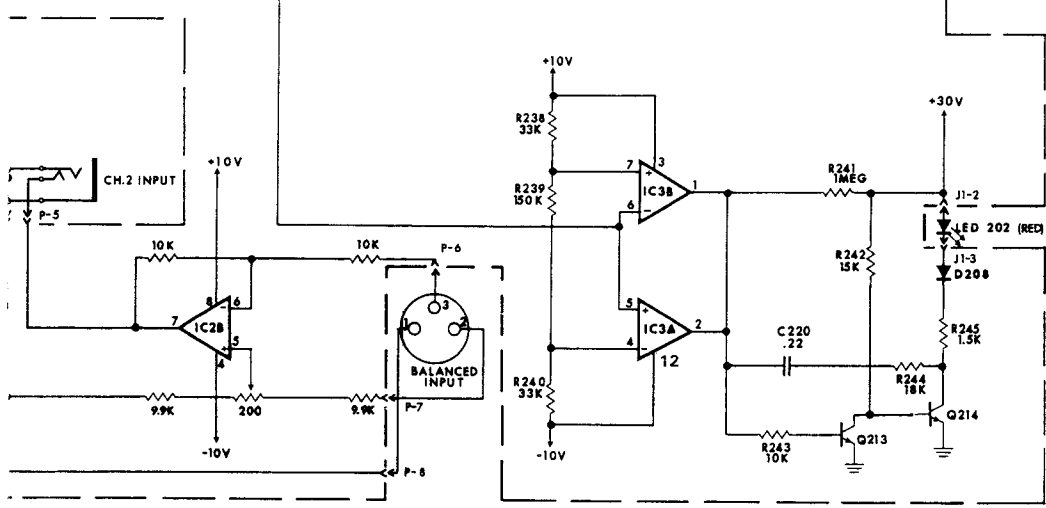 +10V
+30V
R238
33K
7
3
+
IC3B
1
R241
1MEG
CH.2 INPUT
+10V
R239
150K
6
−
J1-2
P-5
LED 202 (RED)
10K
10K
P-6
R242
15K
J1-3
D208
8
6
−
7
IC2B
+
5
4
3
1
2
5
+
IC3A
2
4
−
12
C220
.22
R245
1.5K
BALANCED
INPUT
R240
33K
R244
18K
9.9K
200
9.9K
P-7
-10V
-10V
R243
10K
Q213
Q214
P-8